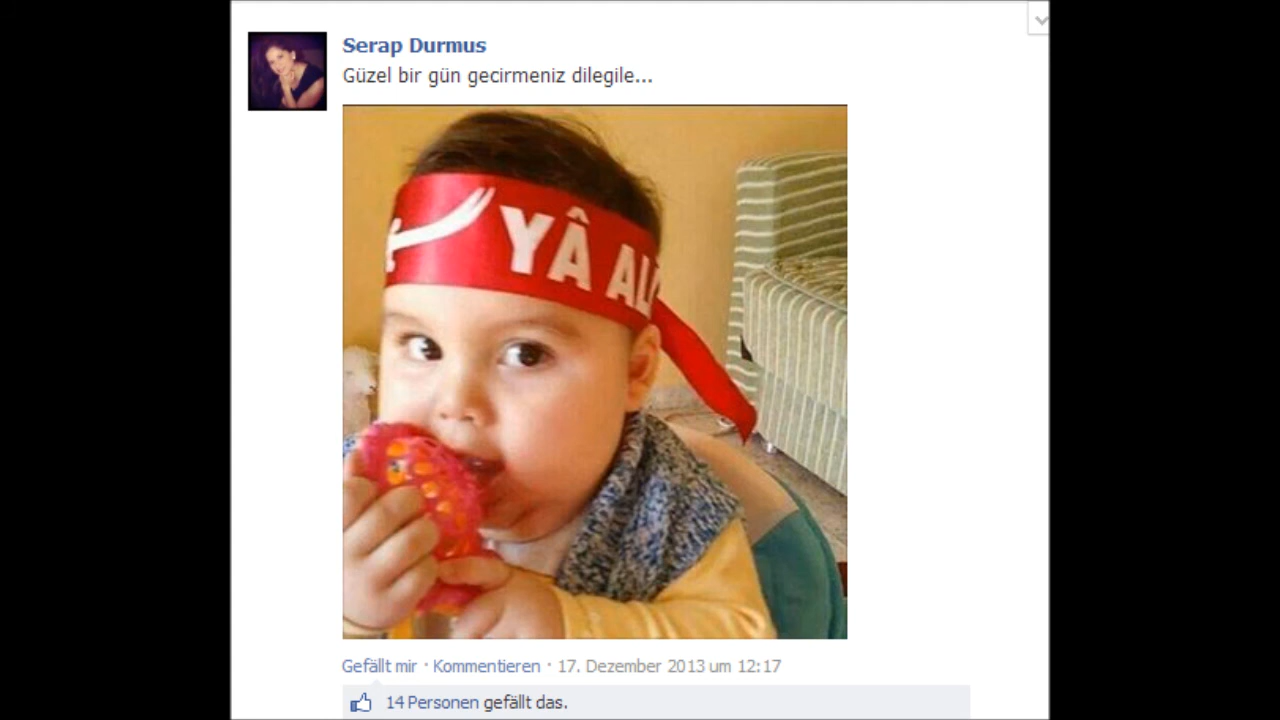 Serap Durmus
Güzel bir gün gecirmeniz dilegile...
YÂ ALİ
Gefällt mir · Kommentieren · 17. Dezember 2013 um 12:17
14 Personen gefällt das.